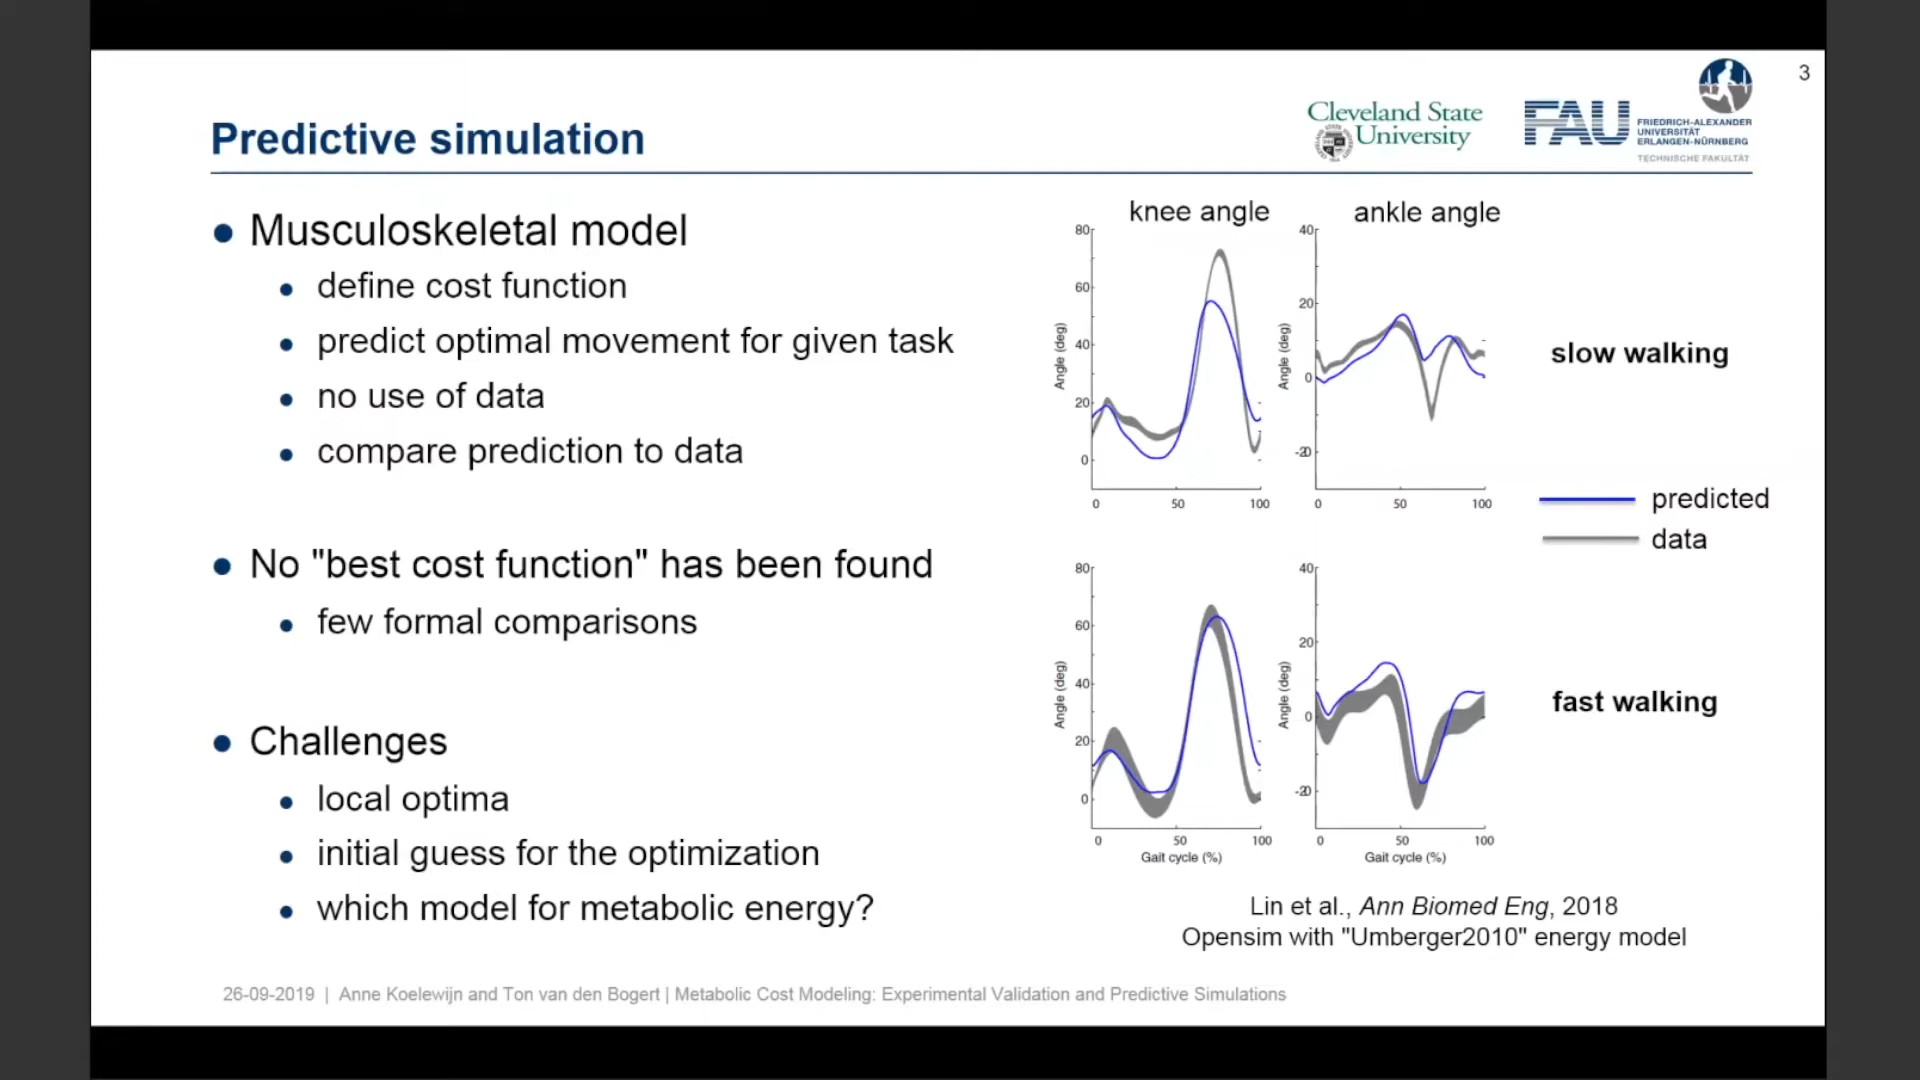 3
Cleveland State
University
FAU
FRIEDRICH-ALEXANDER
UNIVERSITÄT
ERLANGEN-NÜRNBERG
TECHNISCHE FAKULTÄT
Predictive simulation
Musculoskeletal model
define cost function
predict optimal movement for given task
no use of data
compare prediction to data
No "best cost function" has been found
few formal comparisons
Challenges
local optima
initial guess for the optimization
which model for metabolic energy?
knee angle
80
60
40
20
0
Angle (deg)
0 50 100
ankle angle
40
20
0
-20
Angle (deg)
0 50 100
slow walking
predicted
data
80
60
40
20
0
Angle (deg)
0 50 100
Gait cycle (%)
40
20
0
-20
Angle (deg)
0 50 100
Gait cycle (%)
fast walking
Lin et al., Ann Biomed Eng, 2018
Opensim with "Umberger2010" energy model
26-09-2019 | Anne Koelewijn and Ton van den Bogert | Metabolic Cost Modeling: Experimental Validation and Predictive Simulations